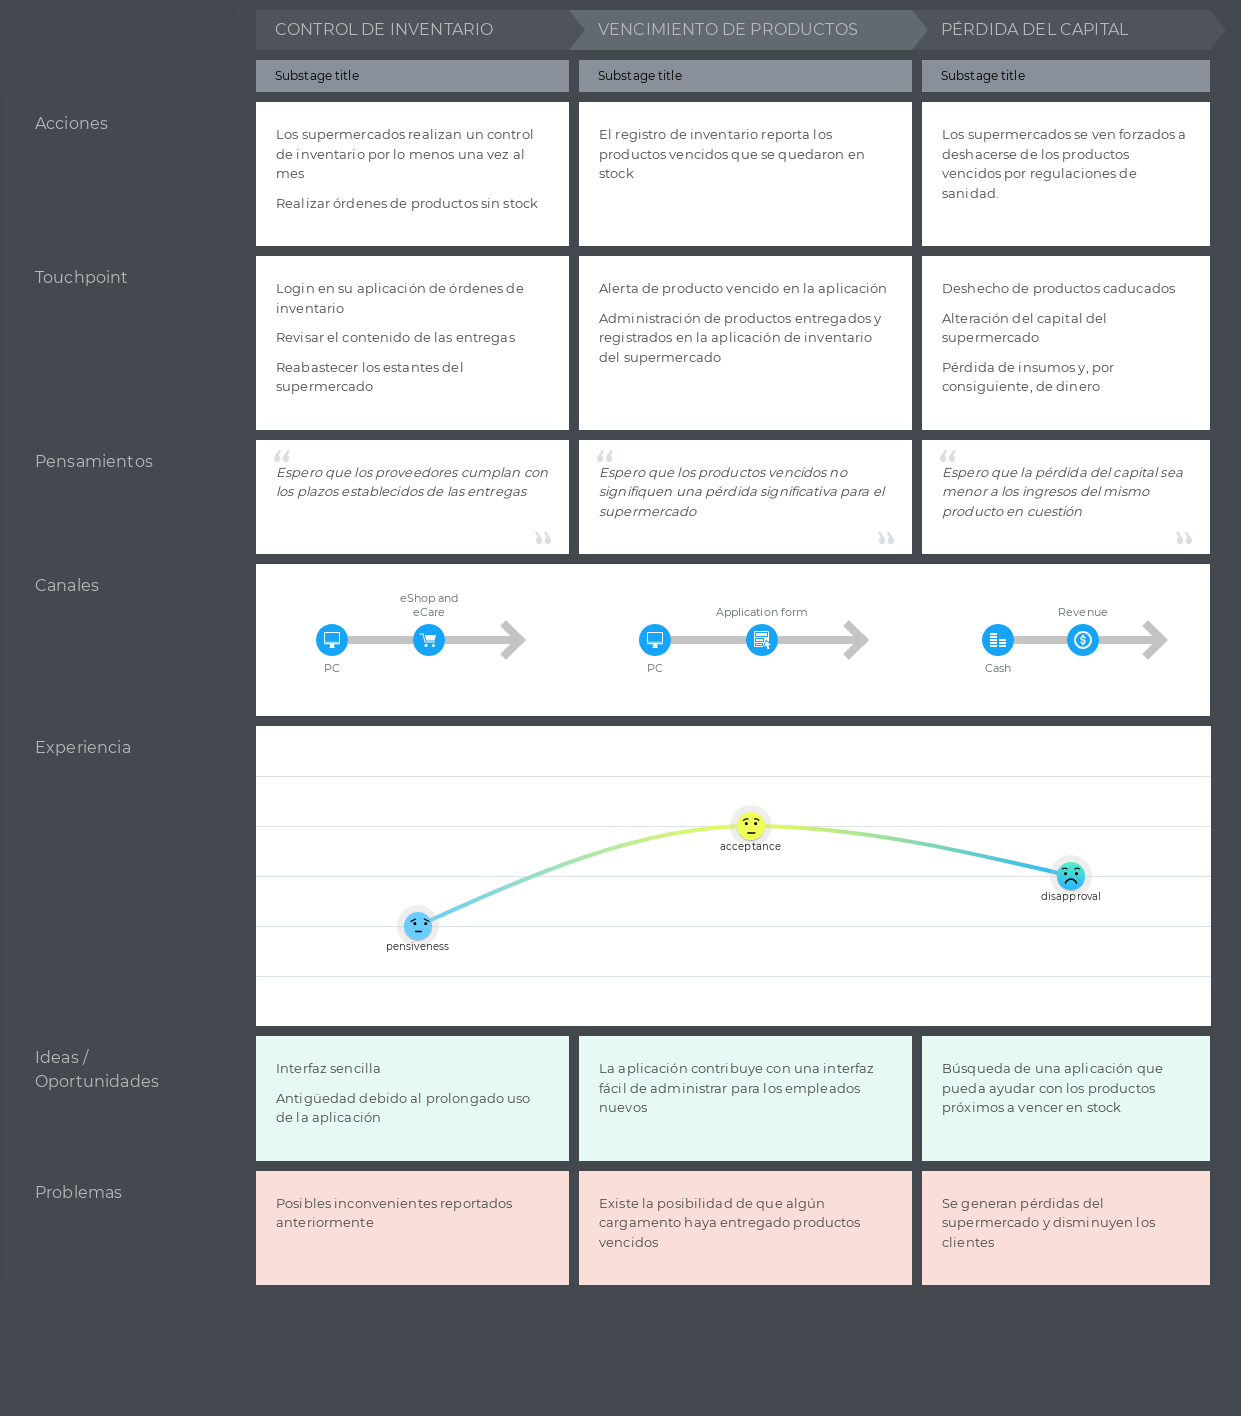 CONTROL DE INVENTARIO
VENCIMIENTO DE PRODUCTOS
PÉRDIDA DEL CAPITAL
Substage title
Substage title
Substage title
Acciones
Los supermercados realizan un control
de inventario por lo menos una vez al
mes
Realizar órdenes de productos sin stock
El registro de inventario reporta los
productos vencidos que se quedaron en
stock
Los supermercados se ven forzados a
deshacerse de los productos
vencidos por regulaciones de
sanidad.
Touchpoint
Login en su aplicación de órdenes de
inventario
Revisar el contenido de las entregas
Reabastecer los estantes del
supermercado
Alerta de producto vencido en la aplicación
Administración de productos entregados y
registrados en la aplicación de inventario
del supermercado
Deshecho de productos caducados
Alteración del capital del
supermercado
Pérdida de insumos y, por
consiguiente, de dinero
Pensamientos
“
Espero que los proveedores cumplan con
los plazos establecidos de las entregas
”
“
Espero que los productos vencidos no
signifiquen una pérdida significativa para el
supermercado
”
“
Espero que la pérdida del capital sea
menor a los ingresos del mismo
producto en cuestión
”
Canales
eShop and
eCare
PC
Application form
PC
Revenue
Cash
Experiencia
acceptance
disapproval
pensiveness
Ideas /
Oportunidades
Interfaz sencilla
Antigüedad debido al prolongado uso
de la aplicación
La aplicación contribuye con una interfaz
fácil de administrar para los empleados
nuevos
Búsqueda de una aplicación que
pueda ayudar con los productos
próximos a vencer en stock
Problemas
Posibles inconvenientes reportados
anteriormente
Existe la posibilidad de que algún
cargamento haya entregado productos
vencidos
Se generan pérdidas del
supermercado y disminuyen los
clientes